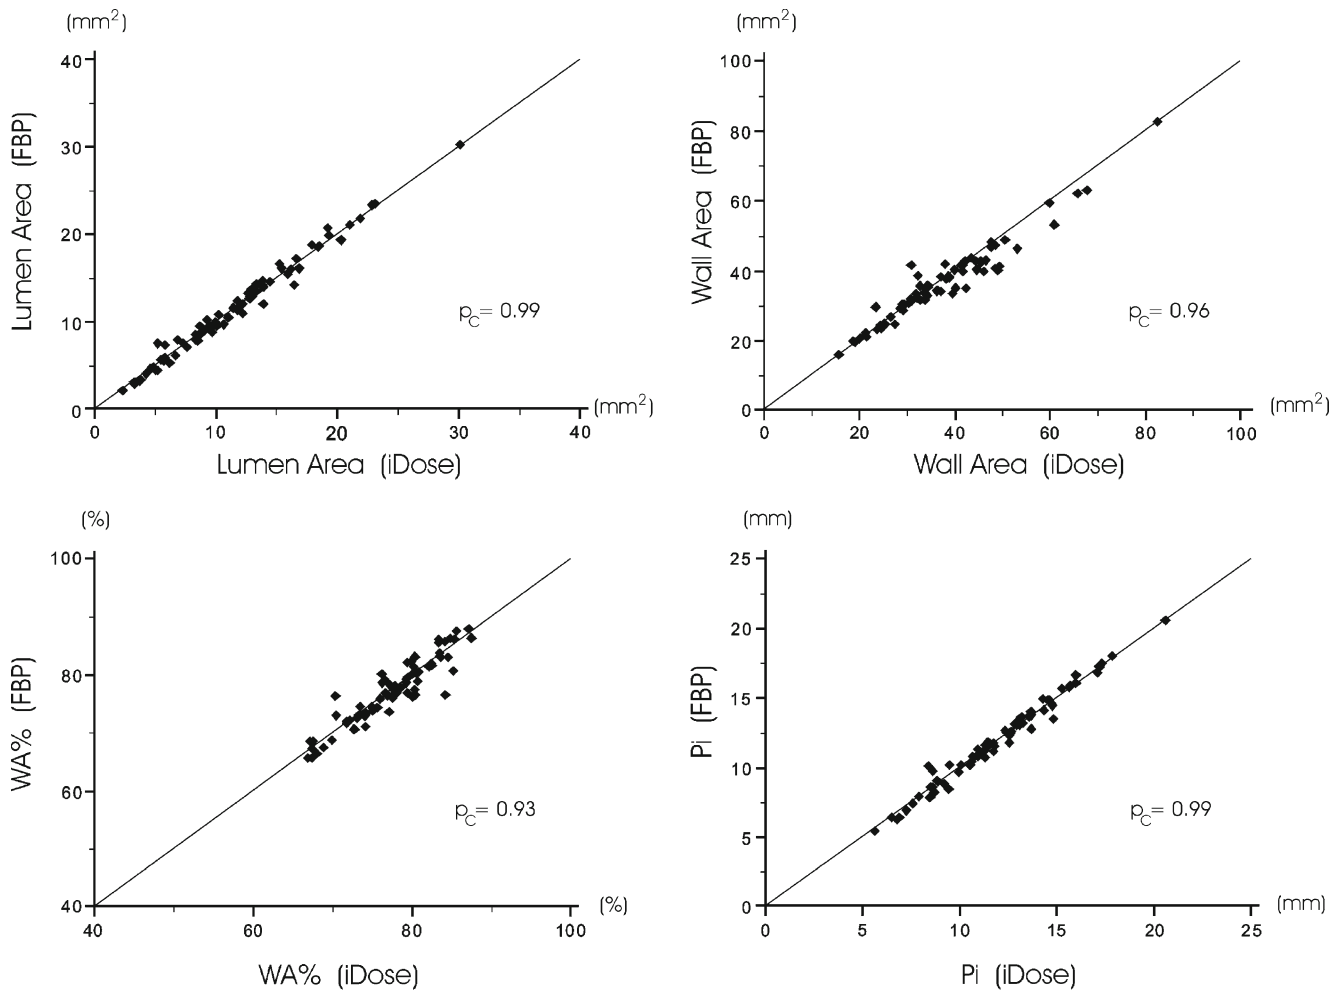 (mm2)
40
30
20
10
0
Lumen Area (FBP)
pC= 0.99
(mm2)
0 10 20 30 40
Lumen Area (iDose)
(mm2)
100
80
60
40
20
0
Wall Area (FBP)
pC= 0.96
(mm2)
0 20 40 60 80 100
Wall Area (iDose)
(%)
100
80
60
40
WA% (FBP)
pC= 0.93
(%)
40 60 80 100
WA% (iDose)
(mm)
25
20
15
10
5
0
Pi (FBP)
pC= 0.99
(mm)
0 5 10 15 20 25
Pi (iDose)